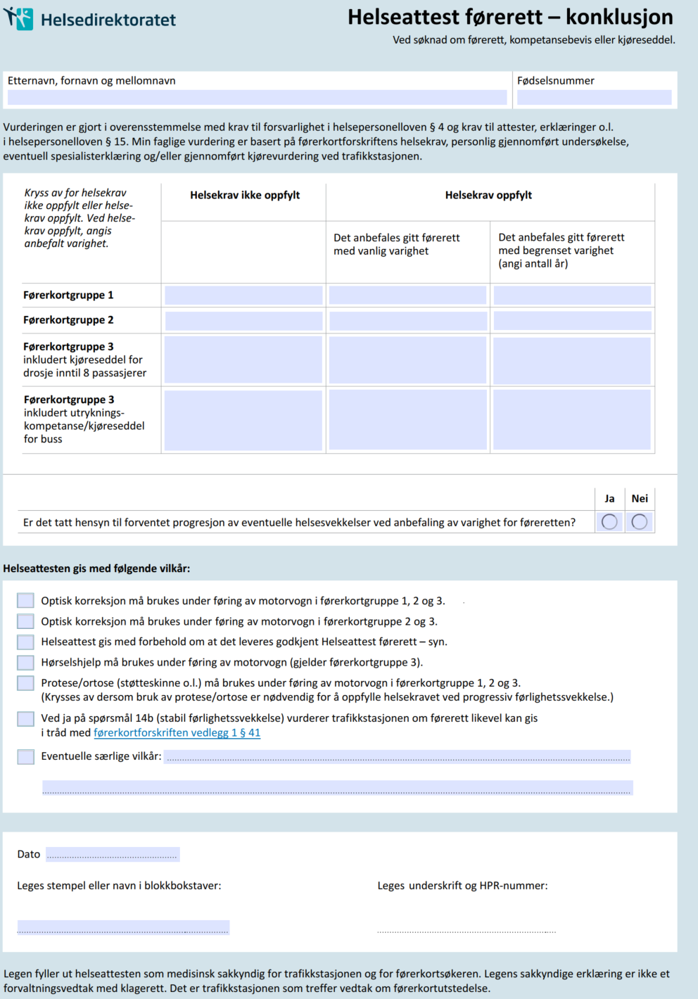 Helsedirektoratet
Helseattest førerett – konklusjon
Ved søknad om førerett, kompetansebevis eller kjøreseddel.
Etternavn, fornavn og mellomnavn
Fødselsnummer
Vurderingen er gjort i overensstemmelse med krav til forsvarlighet i helsepersonelloven § 4 og krav til attester, erklæringer o.l.
i helsepersonelloven § 15. Min faglige vurdering er basert på førerkortforskriftens helsekrav, personlig gjennomført undersøkelse,
eventuell spesialisterklæring og/eller gjennomført kjørevurdering ved trafikkstasjonen.
Kryss av for helsekrav
ikke oppfylt eller helse-
krav oppfylt. Ved helse-
krav oppfylt, angis
anbefalt varighet.
Helsekrav ikke oppfylt
Helsekrav oppfylt
Det anbefales gitt førerett
med vanlig varighet
Det anbefales gitt førerett
med begrenset varighet
(angi antall år)
Førerkortgruppe 1
Førerkortgruppe 2
Førerkortgruppe 3
inkludert kjøreseddel for
drosje inntil 8 passasjerer
Førerkortgruppe 3
inkludert utryknings-
kompetanse/kjøreseddel
for buss
Ja
Nei
Er det tatt hensyn til forventet progresjon av eventuelle helsesvekkelser ved anbefaling av varighet for føreretten?
Helseattesten gis med følgende vilkår:
Optisk korreksjon må brukes under føring av motorvogn i førerkortgruppe 1, 2 og 3.
Optisk korreksjon må brukes under føring av motorvogn i førerkortgruppe 2 og 3.
Helseattest gis med forbehold om at det leveres godkjent Helseattest førerett – syn.
Hørselshjelp må brukes under føring av motorvogn (gjelder førerkortgruppe 3).
Protese/ortose (støtteskinne o.l.) må brukes under føring av motorvogn i førerkortgruppe 1, 2 og 3.
(Krysses av dersom bruk av protese/ortose er nødvendig for å oppfylle helsekravet ved progressiv førlighetssvekkelse.)
Ved ja på spørsmål 14b (stabil førlighetssvekkelse) vurderer trafikkstasjonen om førerett likevel kan gis
i tråd med førerkortforskriften vedlegg 1 § 41
Eventuelle særlige vilkår:
Dato
Leges stempel eller navn i blokkbokstaver:
Leges underskrift og HPR-nummer:
Legen fyller ut helseattesten som medisinsk sakkyndig for trafikkstasjonen og for førerkortsøkeren. Legens sakkyndige erklæring er ikke et
forvaltningsvedtak med klagerett. Det er trafikkstasjonen som treffer vedtak om førerkortutstedelse.